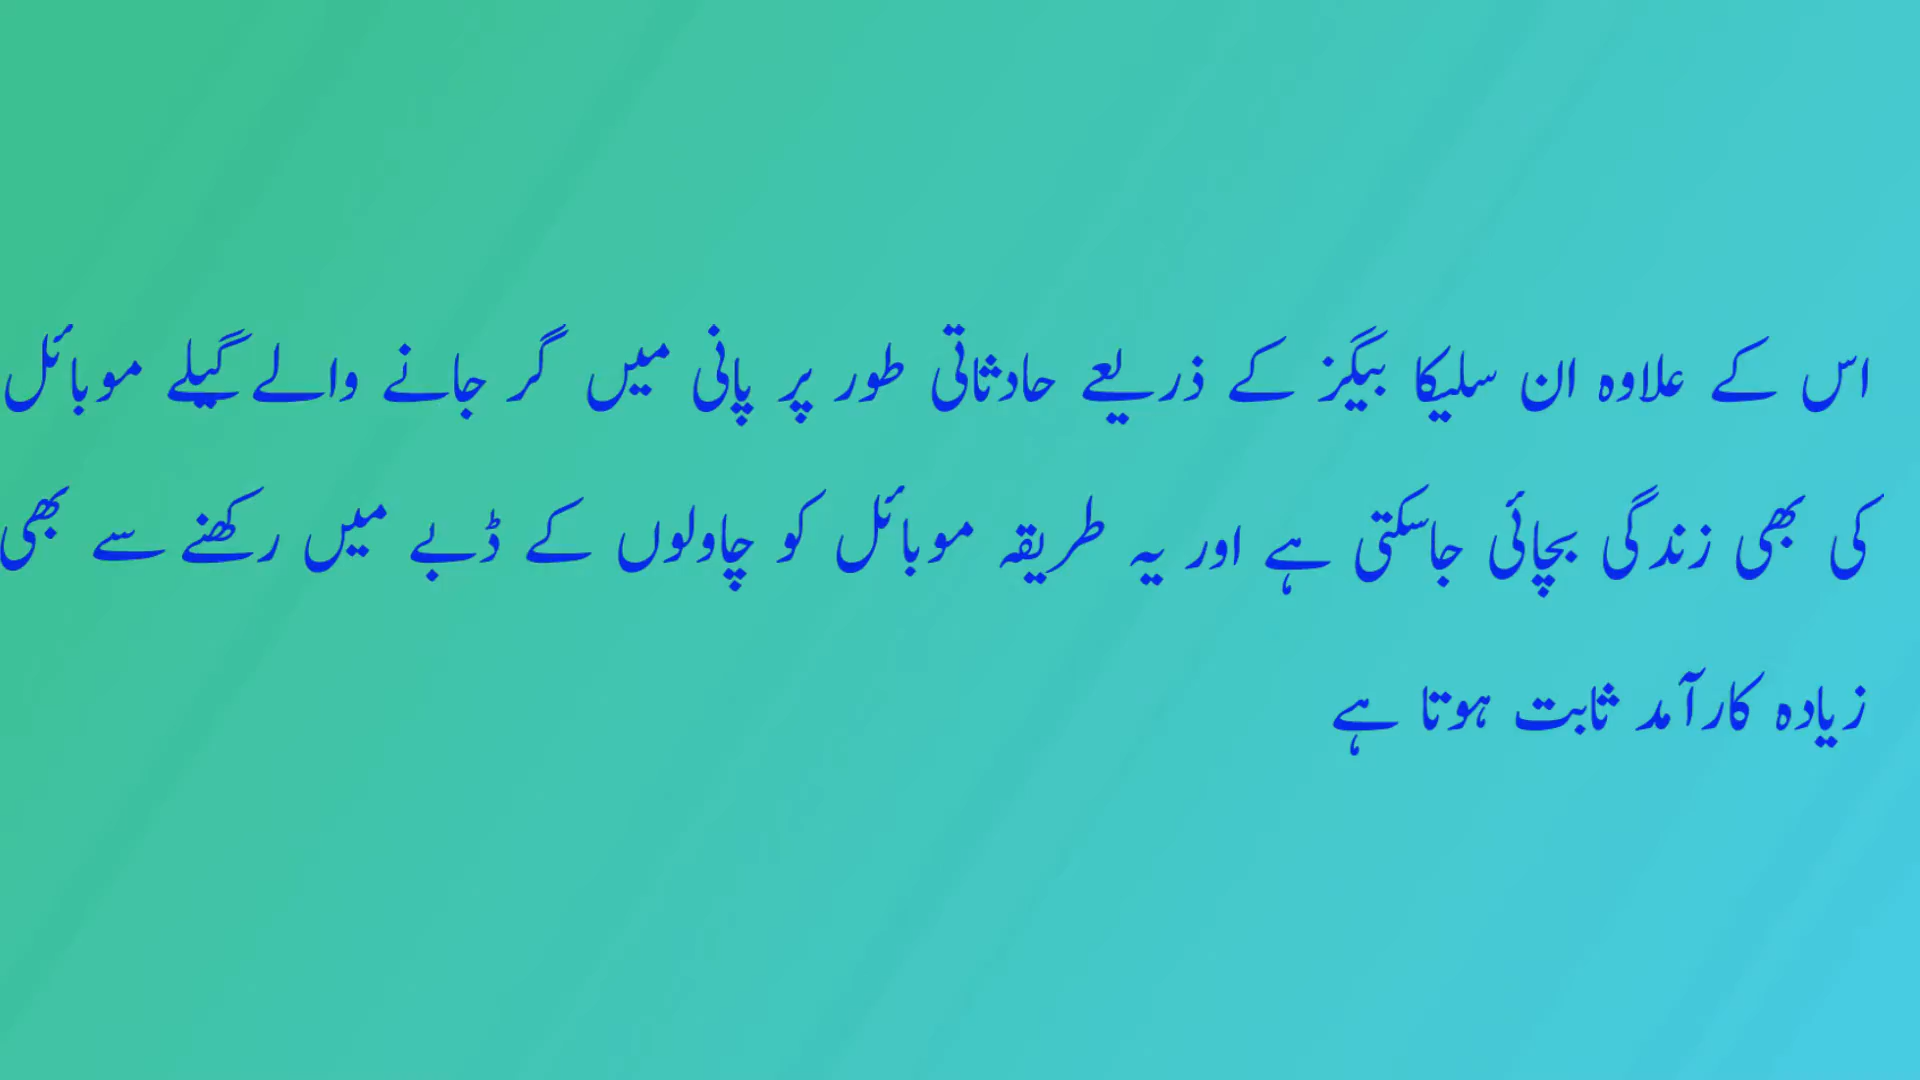 اس کے علاوہ ان سلیکا بیگز کے ذریعے حادثاتی طور پر پانی میں گر جانے والے گیلے موبائل
کی بھی زندگی بچائی جاسکتی ہے اور یہ طریقہ موبائل کو چاولوں کے ڈبے میں رکھنے سے بھی
زیادہ کارآمد ثابت ہوتا ہے